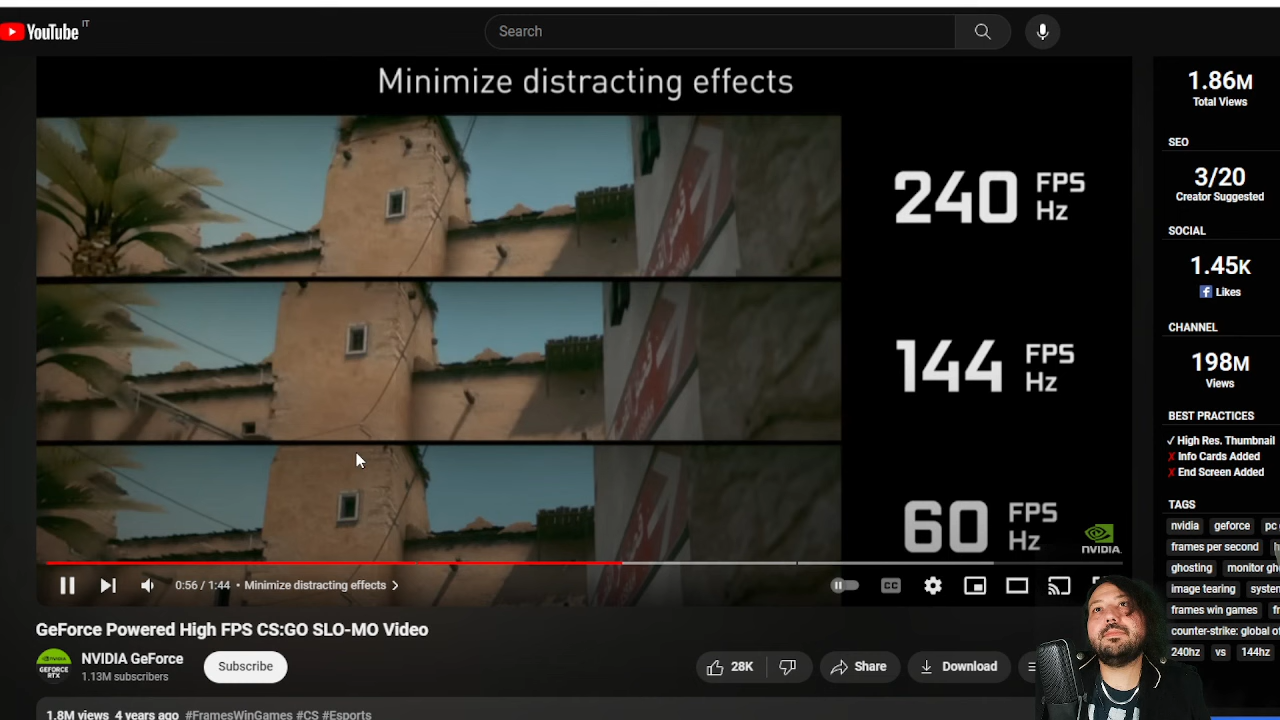 YouTube IT
Search
Minimize distracting effects
240 FPS Hz
144 FPS Hz
60 FPS Hz
NVIDIA.
0:56 / 1:44 • Minimize distracting effects
CC
GeForce Powered High FPS CS:GO SLO-MO Video
NVIDIA GeForce
1.13M subscribers
Subscribe
28K
Share
Download
1.8M views 4 years ago #FramesWinGames #CS #Esports
1.86M
Total Views
SEO
3/20
Creator Suggested
SOCIAL
1.45K
f Likes
CHANNEL
198M
Views
BEST PRACTICES
✓ High Res. Thumbnail
✗ Info Cards Added
✗ End Screen Added
TAGS
nvidia geforce pc
frames per second
ghosting monitor gh
image tearing system
frames win games
counter-strike: global of
240hz vs 144hz